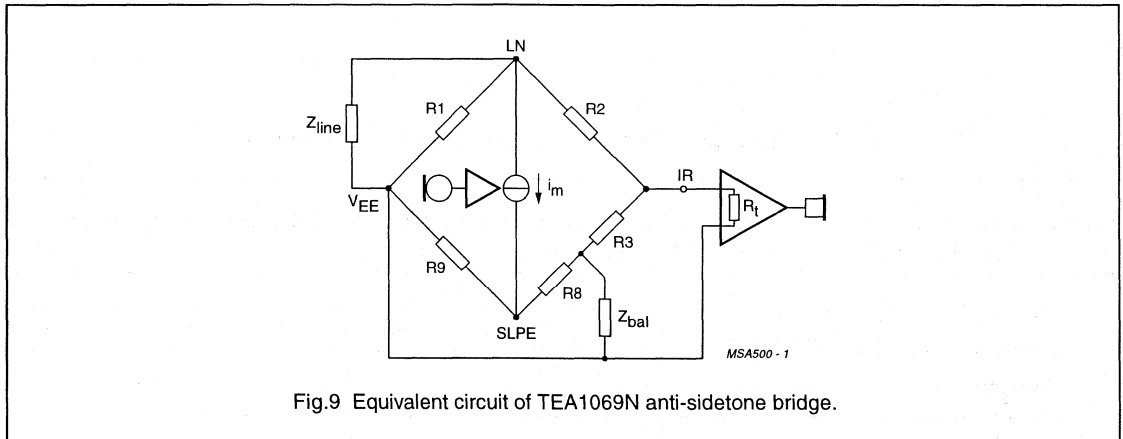 LN
R1
R2
Zline
IR
im
VEE
Rt
R3
R9
R8
Zbal
SLPE
MSA500 - 1
Fig.9 Equivalent circuit of TEA1069N anti-sidetone bridge.